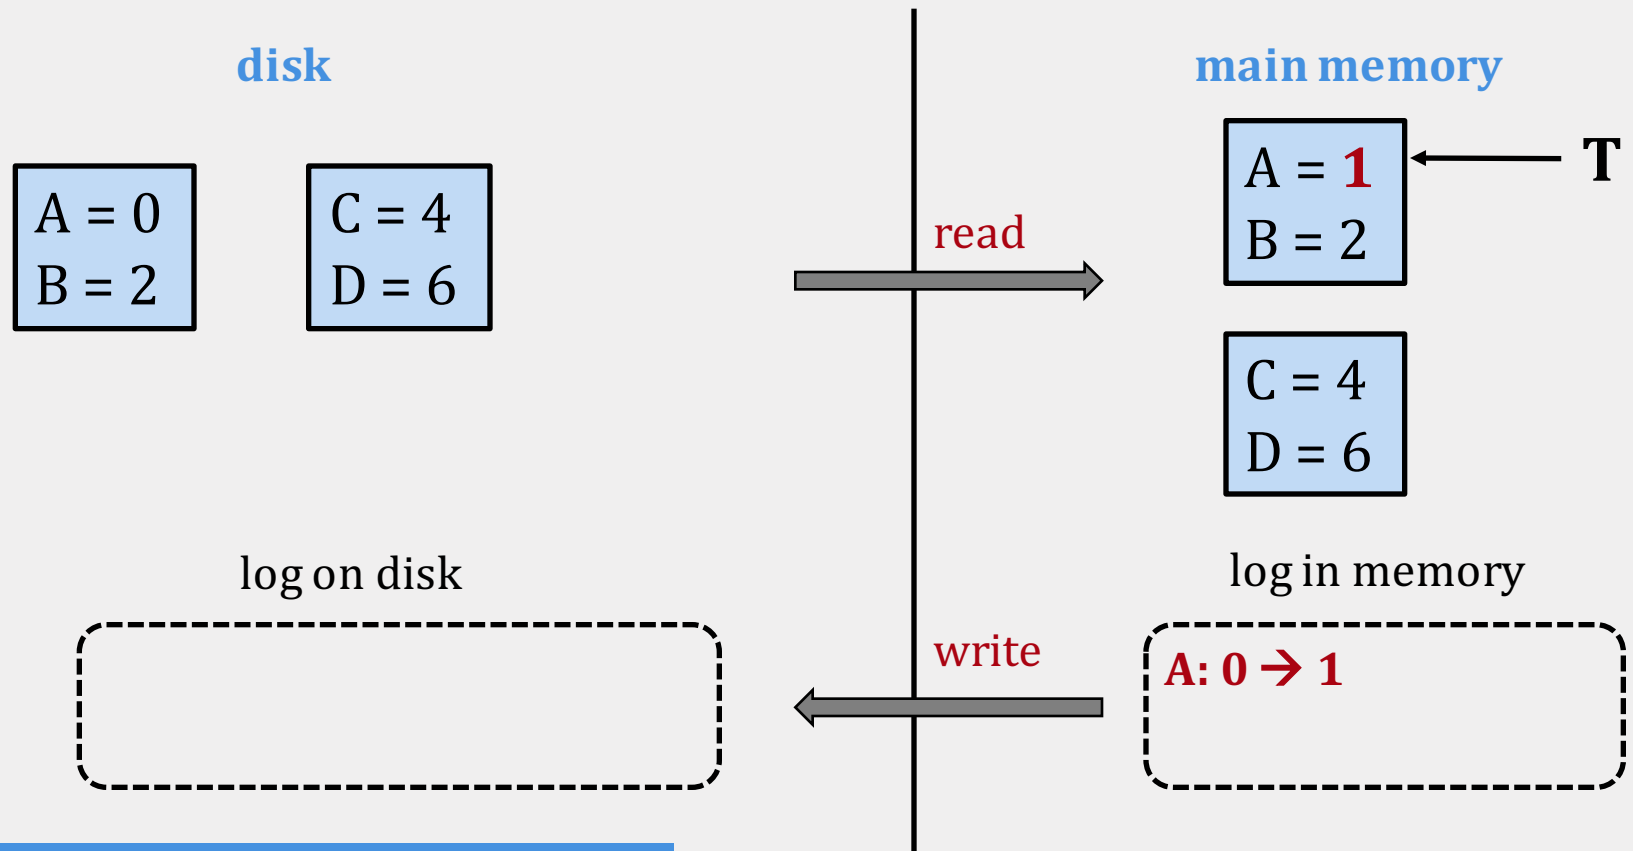 disk
A = 0
B = 2
C = 4
D = 6
log on disk
read
write
main memory
A = 1
B = 2
T
C = 4
D = 6
log in memory
A: 0 → 1